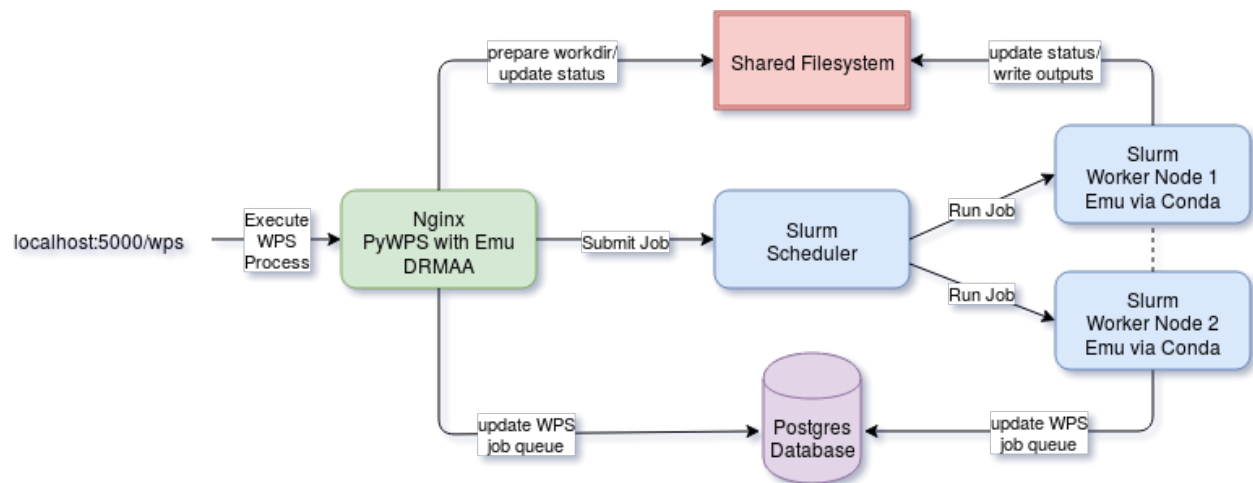 prepare workdir/
update status
Shared Filesystem
update status/
write outputs
Slurm
Worker Node 1
Emu via Conda
localhost:5000/wps
Execute
WPS
Process
Nginx
PyWPS with Emu
DRMAA
Submit Job
Slurm
Scheduler
Run Job
Run Job
Slurm
Worker Node 2
Emu via Conda
update WPS
job queue
Postgres
Database
update WPS
job queue